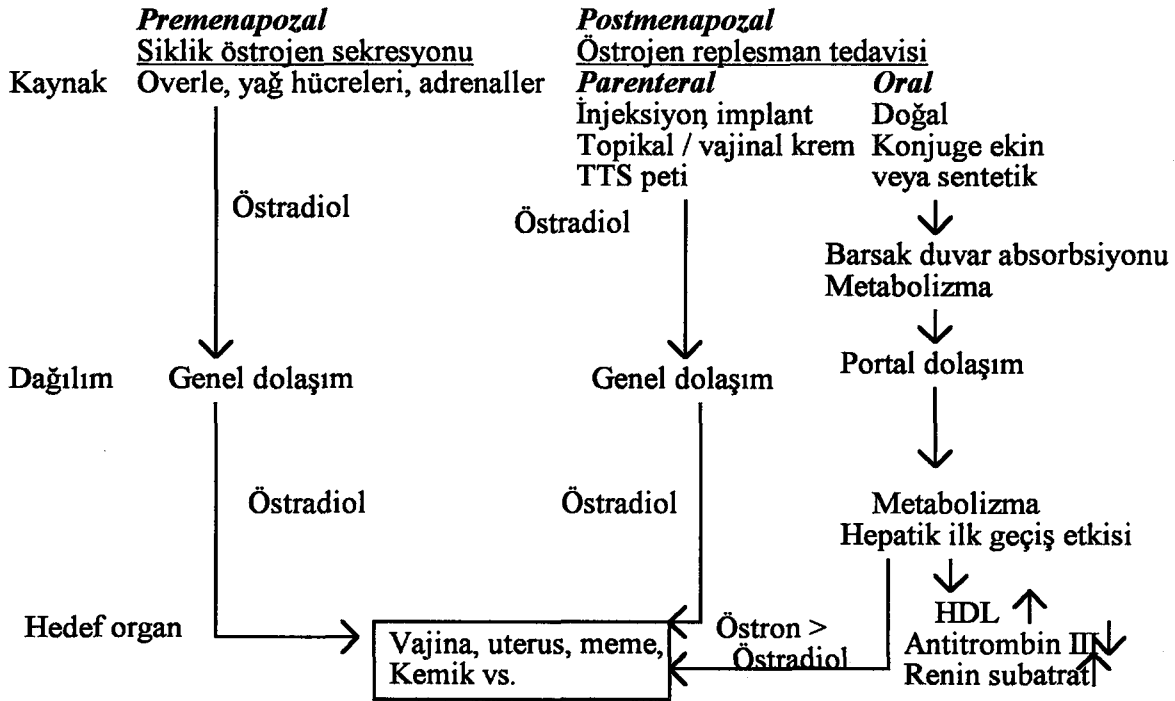 Premenapozal
Siklik östrojen sekresyonu
Kaynak Overle, yağ hücreleri, adrenaller
Postmenapozal
Östrojen replesman tedavisi
Parenteral
İnjeksiyon, implant
Topikal / vajinal krem
TTS peti
Oral
Doğal
Konjuge ekin
veya sentetik
Östradiol
Östradiol
Barsak duvar absorbsiyonu
Metabolizma
Dağılım
Genel dolaşım
Genel dolaşım
Portal dolaşım
Östradiol
Östradiol
Metabolizma
Hepatik ilk geçiş etkisi
Hedef organ
Vajina, uterus, meme,
Kemik vs.
Östron >
Östradiol
HDL ↑
Antitrombin III ↓
Renin subatrat ↑